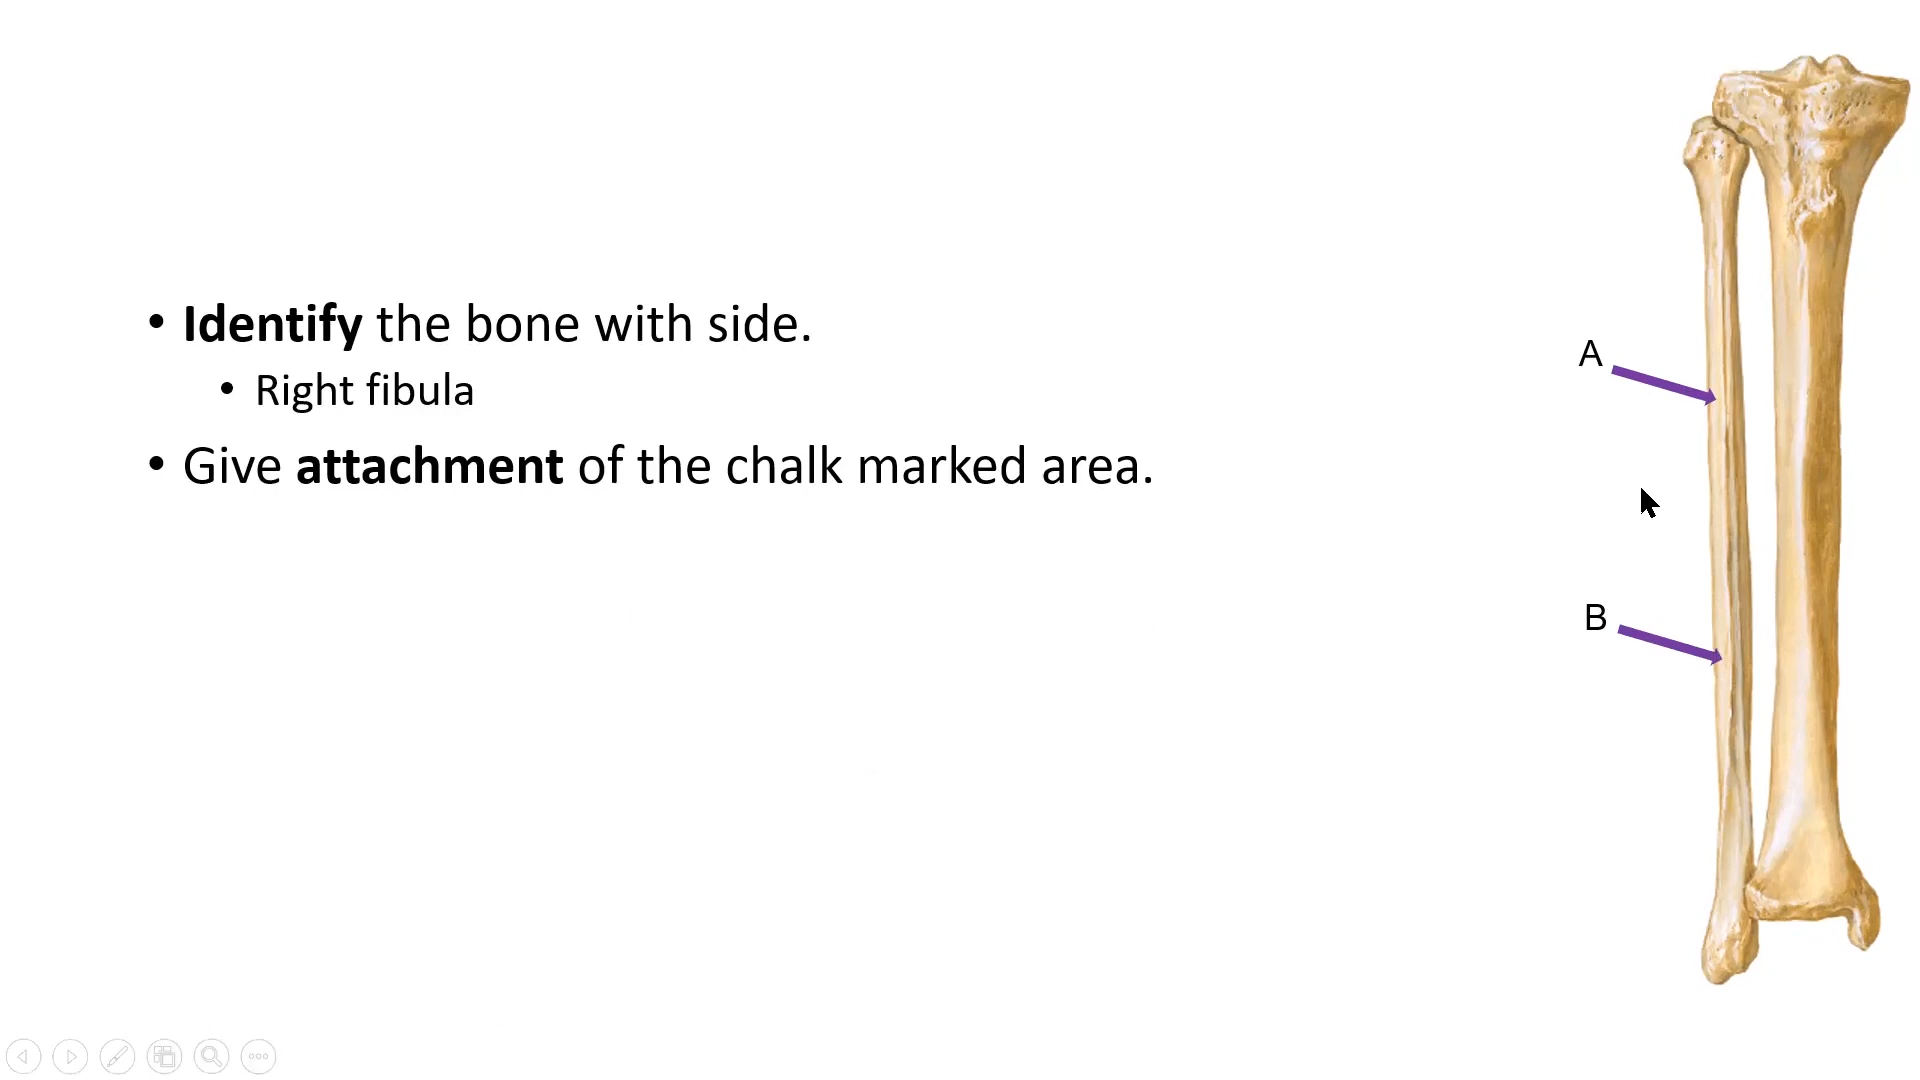 • Identify the bone with side.
• Right fibula
• Give attachment of the chalk marked area.
A
B